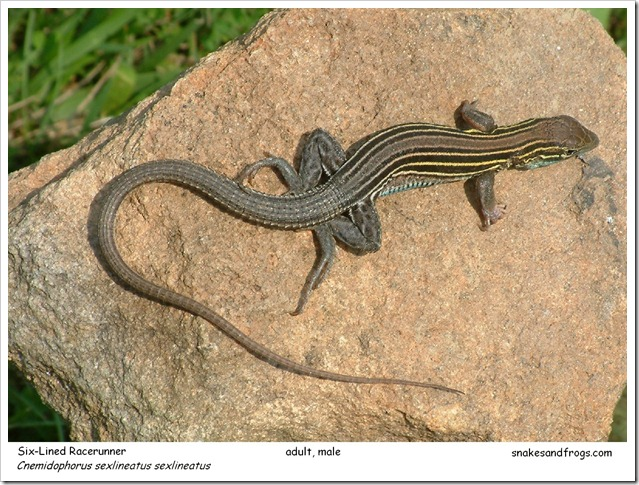 Six-Lined Racerunner adult, male snakesandfrogs.com
Cnemidophorus sexlineatus sexlineatus